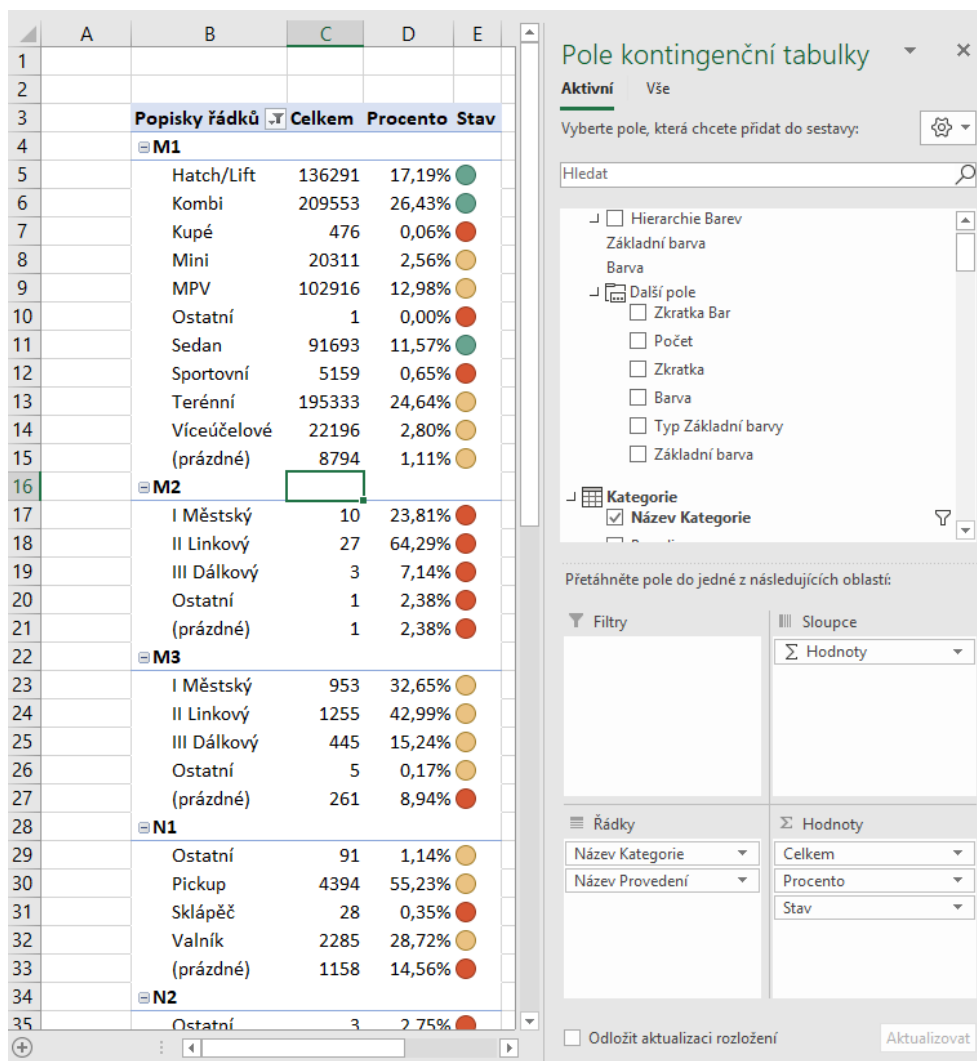 A B C D E
1
2
3 Popisky řádků Celkem Procento Stav
4 M1
5 Hatch/Lift 136291 17,19%
6 Kombi 209553 26,43%
7 Kupé 476 0,06%
8 Mini 20311 2,56%
9 MPV 102916 12,98%
10 Ostatní 1 0,00%
11 Sedan 91693 11,57%
12 Sportovní 5159 0,65%
13 Terénní 195333 24,64%
14 Víceúčelové 22196 2,80%
15 (prázdné) 8794 1,11%
16 M2
17 I Městský 10 23,81%
18 II Linkový 27 64,29%
19 III Dálkový 3 7,14%
20 Ostatní 1 2,38%
21 (prázdné) 1 2,38%
22 M3
23 I Městský 953 32,65%
24 II Linkový 1255 42,99%
25 III Dálkový 445 15,24%
26 Ostatní 5 0,17%
27 (prázdné) 261 8,94%
28 N1
29 Ostatní 91 1,14%
30 Pickup 4394 55,23%
31 Sklápěč 28 0,35%
32 Valník 2285 28,72%
33 (prázdné) 1158 14,56%
34 N2
35 Ostatní 3 2,75%
Pole kontingenční tabulky
Aktivní Vše
Vyberte pole, která chcete přidat do sestavy:
Hledat
Hierarchie Barev
Základní barva
Barva
Další pole
Zkratka Bar
Počet
Zkratka
Barva
Typ Základní barvy
Základní barva
Kategorie
Název Kategorie
Přetáhněte pole do jedné z následujících oblastí:
Filtry
Sloupce
Σ Hodnoty
Řádky
Název Kategorie
Název Provedení
Σ Hodnoty
Celkem
Procento
Stav
Odložit aktualizaci rozložení
Aktualizovat